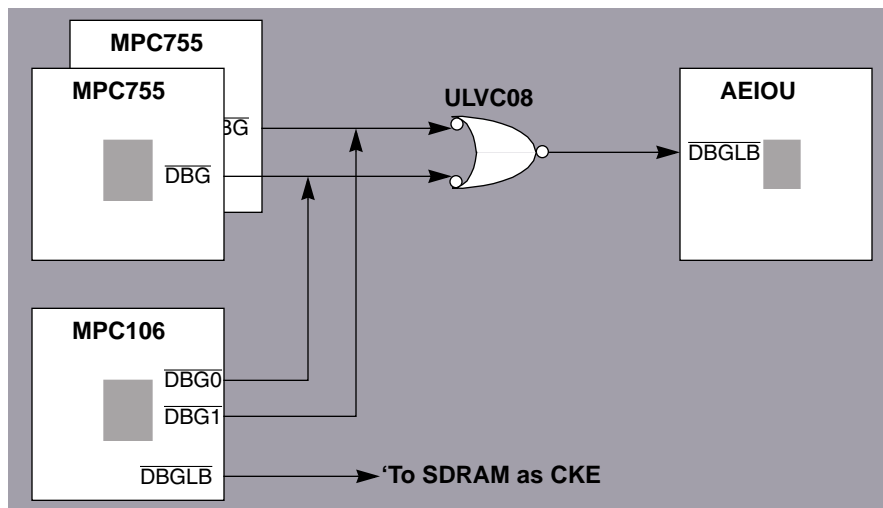 MPC755
MPC755
BG
DBG
ULVC08
AEIOU
DBGLB
MPC106
DBG0
DBG1
DBGLB
‘To SDRAM as CKE